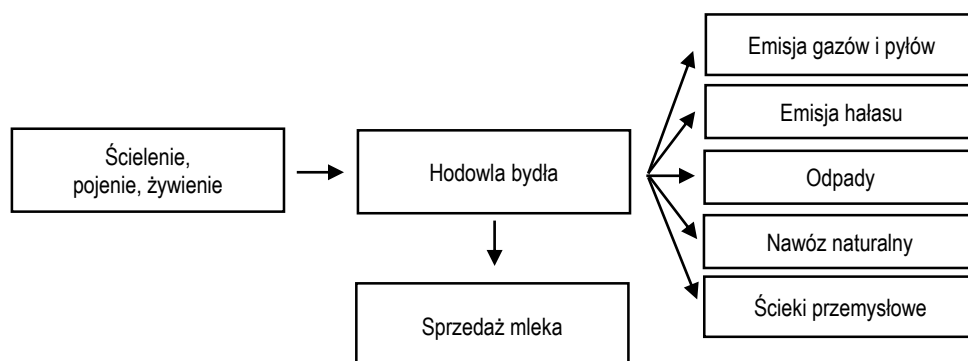 Ścielenie,
pojenie, żywienie
Hodowla bydła
Sprzedaż mleka
Emisja gazów i pyłów
Emisja hałasu
Odpady
Nawóz naturalny
Ścieki przemysłowe